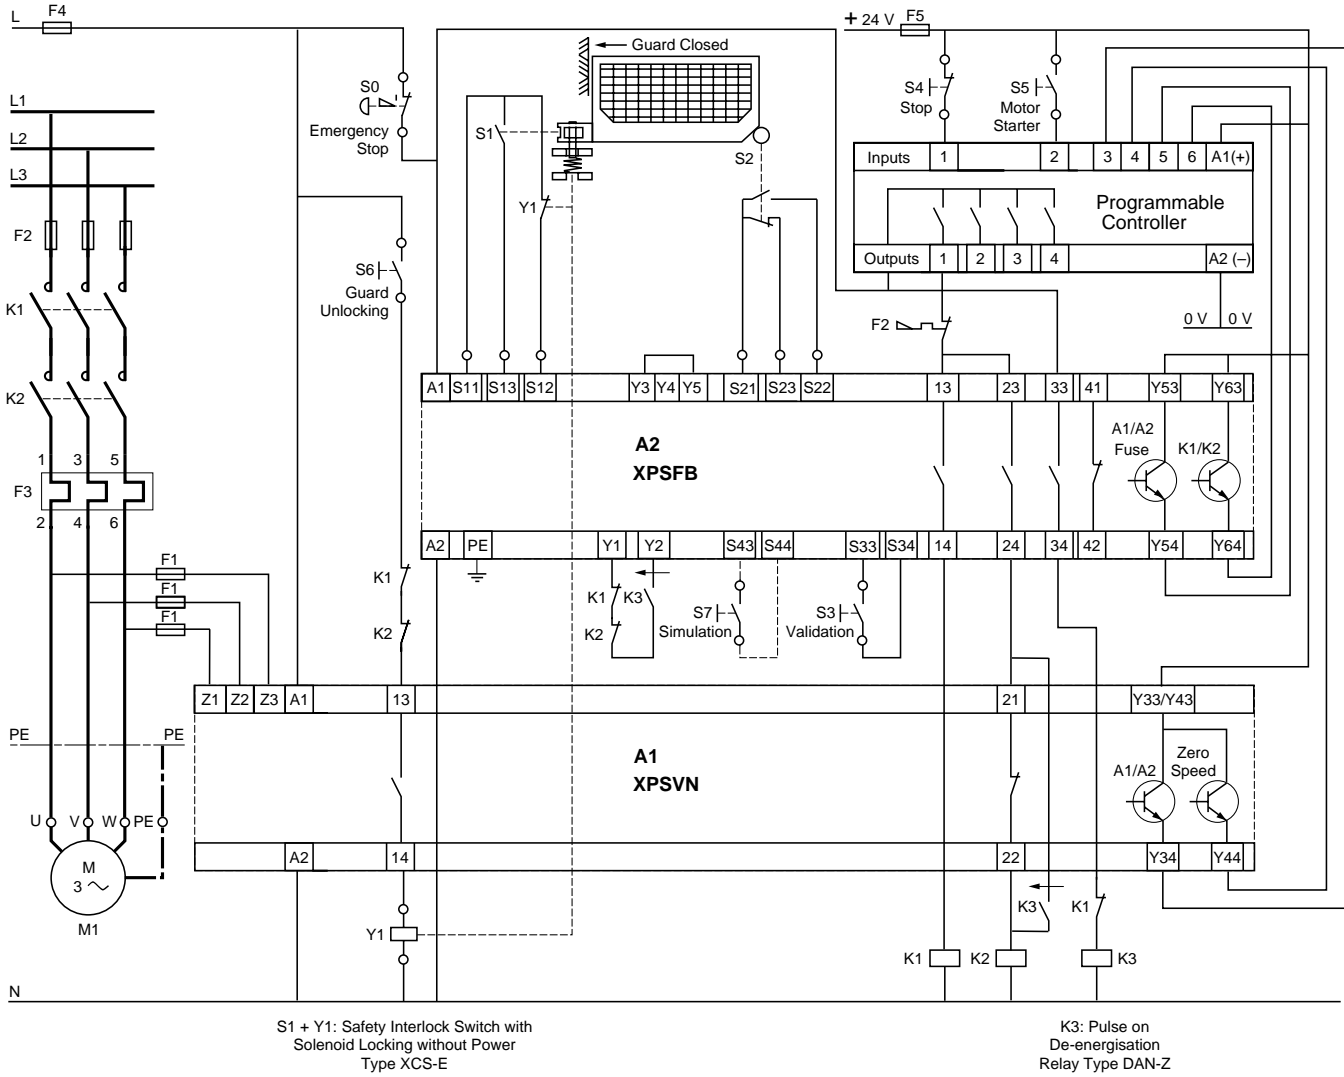 L F4
+ 24 V F5
Guard Closed
S0
Emergency
Stop
S1
S2
S4
Stop
S5
Motor
Starter
L1
L2
L3
Inputs 1 2 3 4 5 6 A1(+)
Programmable
Controller
Y1
F2
S6
Guard
Unlocking
Outputs 1 2 3 4 A2 (–)
K1
F2
0 V 0 V
K2
A1 S11 S13 S12 Y3 Y4 Y5 S21 S23 S22 13 23 33 41 Y53 Y63
A2
XPSFB
A1/A2
Fuse
K1/K2
1 3 5
F3
2 4 6
A2 PE Y1 Y2 S43 S44 S33 S34 14 24 34 42 Y54 Y64
F1
F1
F1
K1
K2
K1 K3
K2
S7
Simulation
S3
Validation
Z1 Z2 Z3 A1 13 21 Y33/Y43
PE PE
A1
XPSVN
A1/A2
Zero
Speed
U V W PE
A2 14 22 Y34 Y44
M
3
M1
Y1
K3 K1
K1 K2 K3
N
S1 + Y1: Safety Interlock Switch with
Solenoid Locking without Power
Type XCS-E
K3: Pulse on
De-energisation
Relay Type DAN-Z